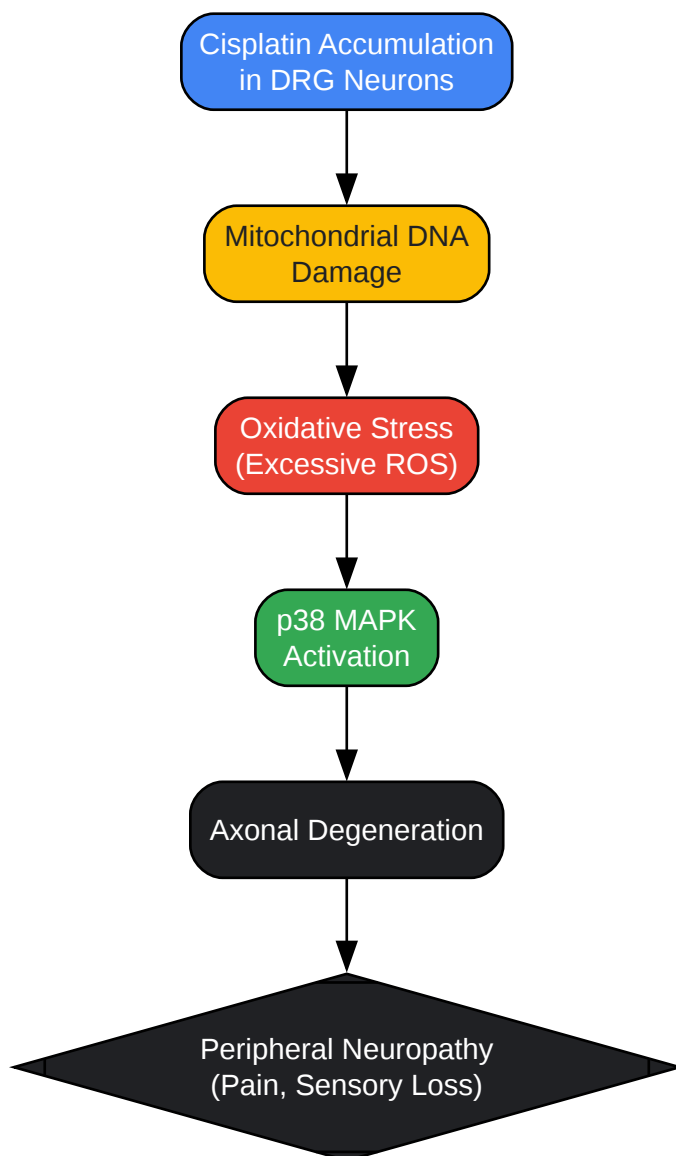 Cisplatin Accumulation
in DRG Neurons
Mitochondrial DNA
Damage
Oxidative Stress
(Excessive ROS)
p38 MAPK
Activation
Axonal Degeneration
Peripheral Neuropathy
(Pain, Sensory Loss)